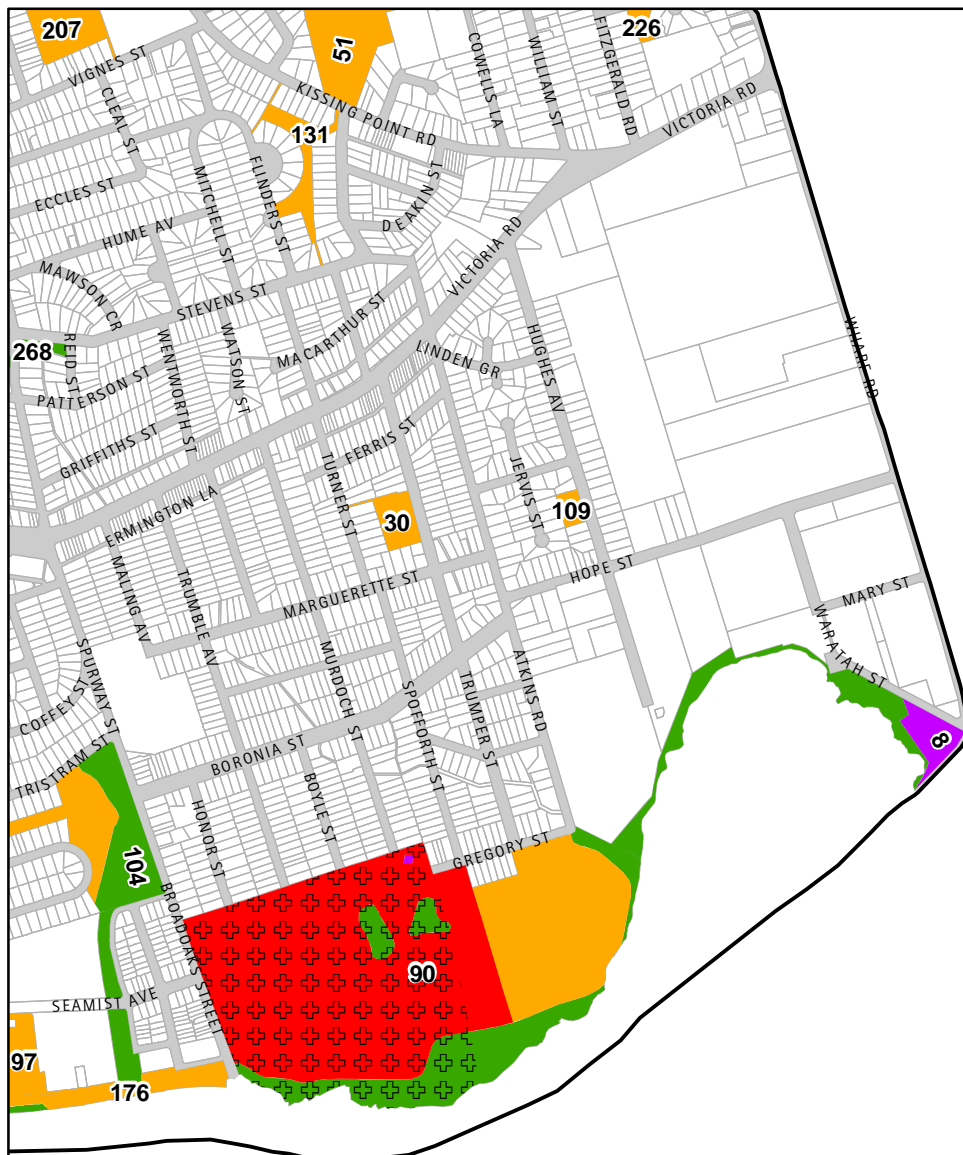 207
51
226
VIGNES ST
COWELLS LA
WILLIAM ST
FITZGERALD RD
CLEAL ST
KISSING POINT RD
VICTORIA RD
131
ECCLES ST
MITCHELL ST
FLINDERS ST
DEAKIN ST
HUME AV
VICTORIA RD
MAWSON CR
STEVENS ST
MACARTHUR ST
268
REID ST
WENTWORTH ST
WATSON ST
LINDEN GR
HUGHES AV
WHARF RD
PATTERSON ST
GRIFFITHS ST
FERRIS ST
TURNER ST
JERVIS ST
ERMINGTON LA
30
109
MALING AV
TRUMBLE AV
MARGUERETTE ST
HOPE ST
MARY ST
WARATAH ST
SPURWAY ST
MURDOCH ST
ATKINS RD
COFFEY ST
SPOFFORTH ST
TRUMPER ST
8
TRISTRAM ST
BORONIA ST
HONOR ST
BOYLE ST
GREGORY ST
104
BROADOAKS STREET
90
SEAMIST AVE
97
176